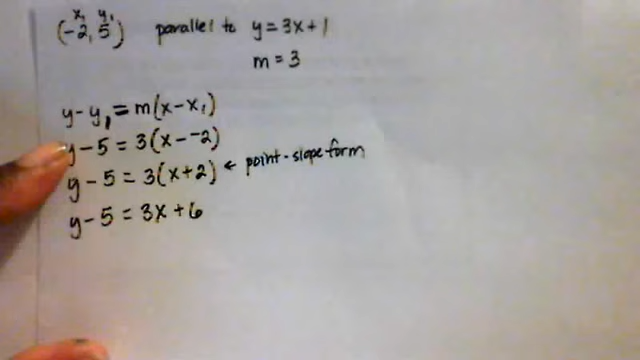 x₁ y₁
(-2, 5) parallel to y = 3x + 1
m = 3
y - y₁ = m(x - x₁)
y - 5 = 3(x - -2)
y - 5 = 3(x + 2) ← point-slope form
y - 5 = 3x + 6